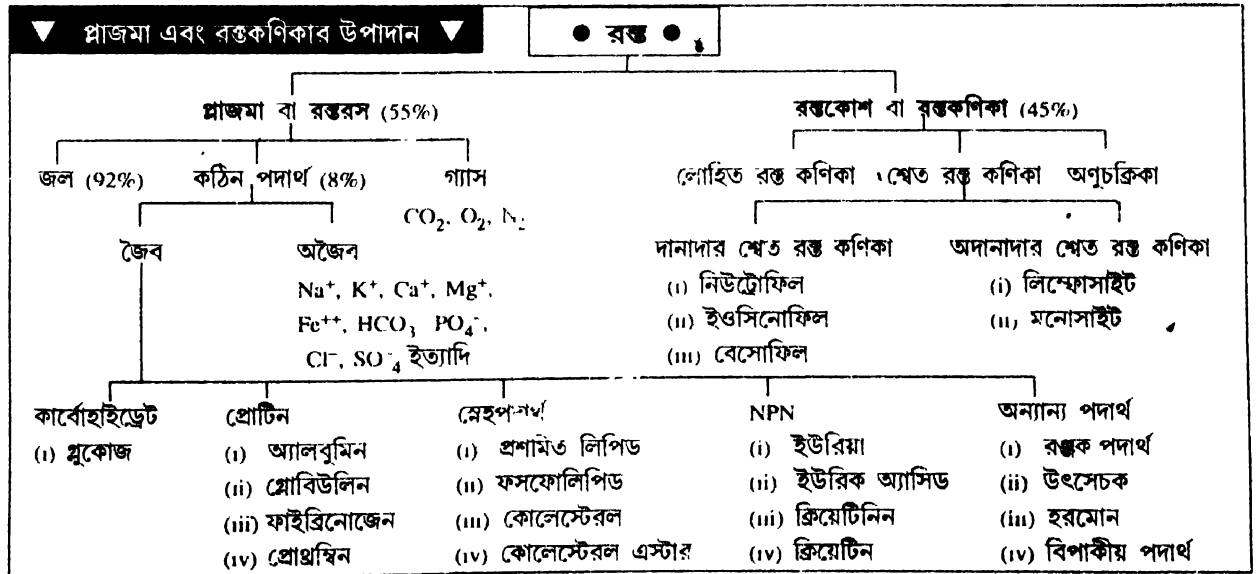 ▼ প্লাজমা এবং রক্তকণিকার উপাদান ▼
● রক্ত ●
প্লাজমা বা রক্তরস (55%) রক্তকোশ বা রক্তকণিকা (45%)
জল (92%) কঠিন পদার্থ (8%) গ্যাস লোহিত রক্ত কণিকা শ্বেত রক্ত কণিকা অণুচক্রিকা
CO₂, O₂, N₂
জৈব অজৈব দানাদার শ্বেত রক্ত কণিকা অদানাদার শ্বেত রক্ত কণিকা
Na⁺, K⁺, Ca⁺, Mg⁺, (i) নিউট্রোফিল (i) লিম্ফোসাইট
Fe⁺⁺, HCO₃ PO₄⁻, (ii) ইওসিনোফিল (ii) মনোসাইট
Cl⁻, SO⁻₄ ইত্যাদি (iii) বেসোফিল
কার্বোহাইড্রেট প্রোটিন স্নেহপদার্থ NPN অন্যান্য পদার্থ
(i) গ্লুকোজ (i) অ্যালবুমিন (i) প্রশমিত লিপিড (i) ইউরিয়া (i) রঞ্জক পদার্থ
(ii) গ্লোবিউলিন (ii) ফসফোলিপিড (ii) ইউরিক অ্যাসিড (ii) উৎসেচক
(iii) ফাইব্রিনোজেন (iii) কোলেস্টেরল (iii) ক্রিয়েটিনিন (iii) হরমোন
(iv) প্রোথ্রম্বিন (iv) কোলেস্টেরল এস্টার (iv) ক্রিয়েটিন (iv) বিপাকীয় পদার্থ